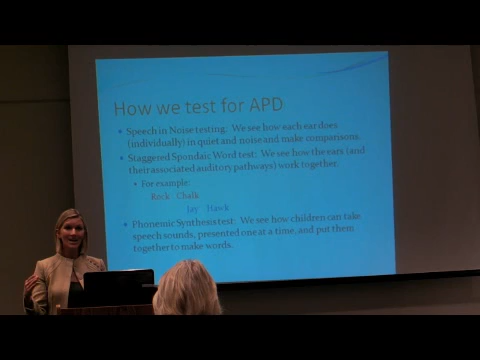 How we test for APD
• Speech in Noise testing: We see how each ear does
(individually) in quiet and noise and make comparisons.
• Staggered Spondaic Word test: We see how the ears (and
their associated auditory pathways) work together.
• For example:
Rock Chalk
Jay Hawk
• Phonemic Synthesis test: We see how children can take
speech sounds, presented one at a time, and put them
together to make words.